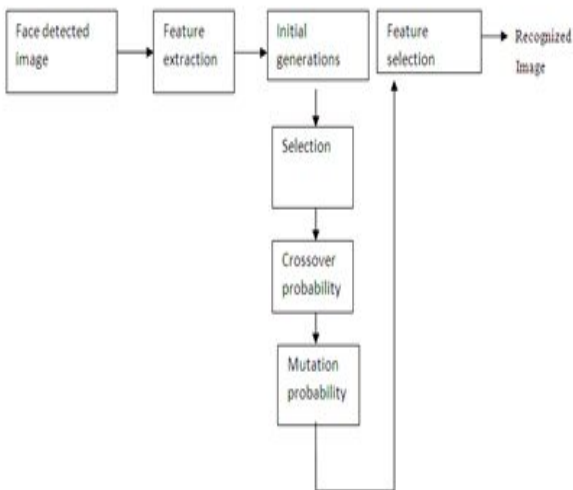 Face detected
image
Feature
extraction
Initial
generations
Feature
selection
Recognized
Image
Selection
Crossover
probability
Mutation
probability